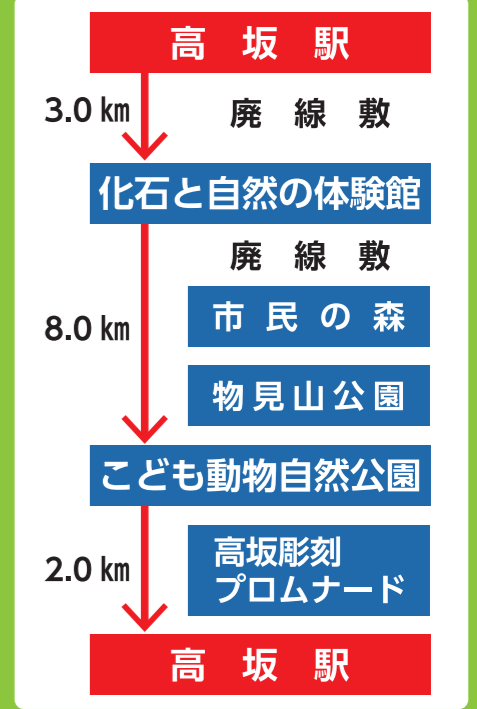 高坂駅
3.0 km
廃線敷
化石と自然の体験館
廃線敷
8.0 km
市民の森
物見山公園
こども動物自然公園
2.0 km
高坂彫刻
プロムナード
高坂駅